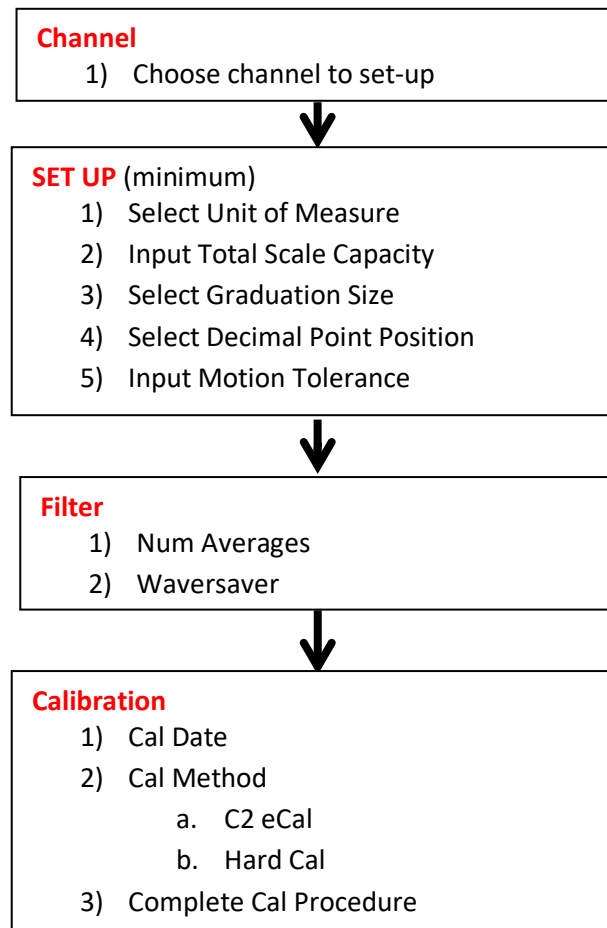 Channel
1) Choose channel to set-up
SET UP (minimum)
1) Select Unit of Measure
2) Input Total Scale Capacity
3) Select Graduation Size
4) Select Decimal Point Position
5) Input Motion Tolerance
Filter
1) Num Averages
2) Waversaver
Calibration
1) Cal Date
2) Cal Method
a. C2 eCal
b. Hard Cal
3) Complete Cal Procedure